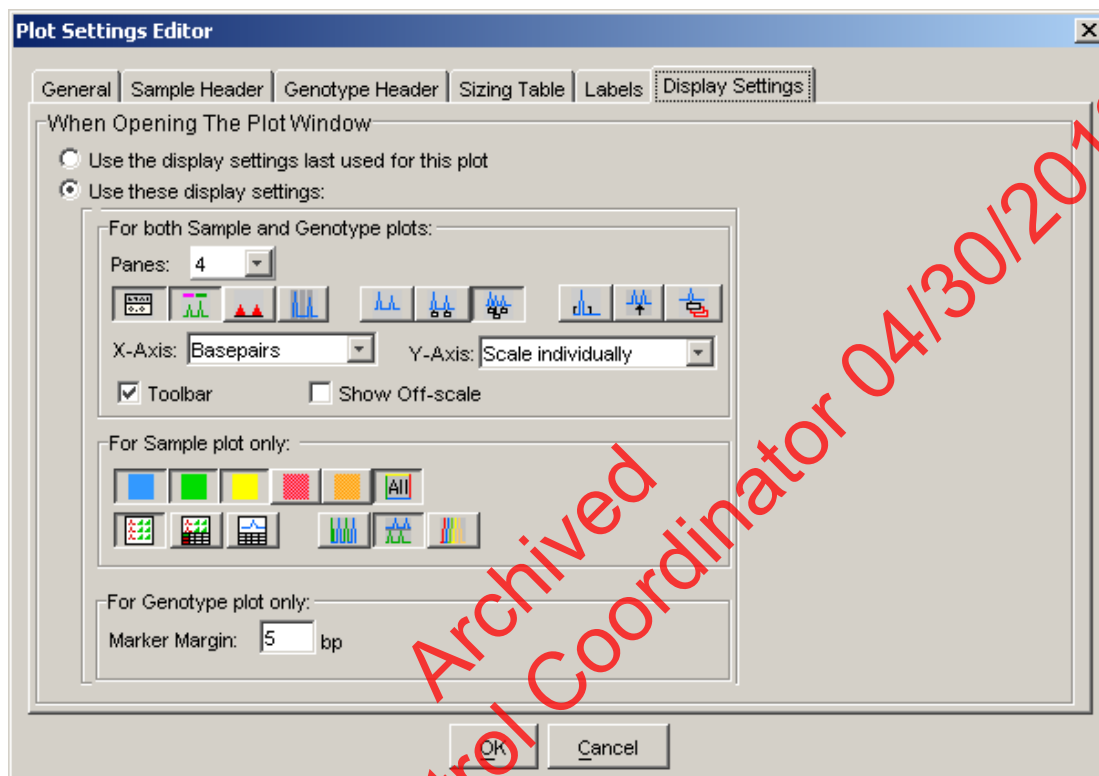 Plot Settings Editor
General Sample Header Genotype Header Sizing Table Labels Display Settings
When Opening The Plot Window
Use the display settings last used for this plot
Use these display settings:
For both Sample and Genotype plots:
Panes: 4
X-Axis: Basepairs Y-Axis: Scale individually
Toolbar Show Off-scale
For Sample plot only:
All
For Genotype plot only:
Marker Margin: 5 bp
OK Cancel
Archived
Coordinator 04/30/201